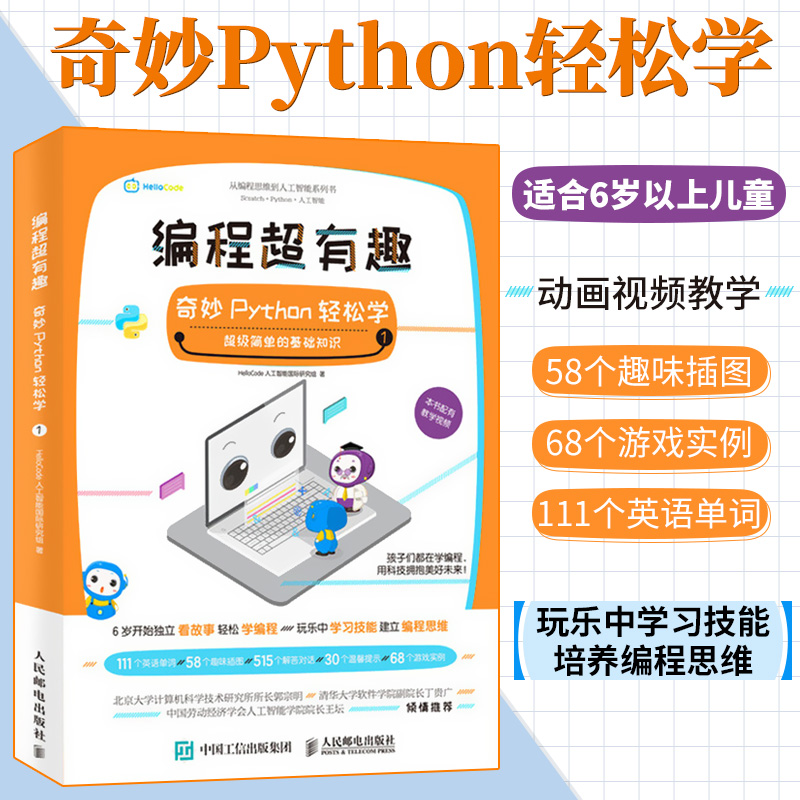 奇妙Python轻松学
适合6岁以上儿童
动画视频教学
58个趣味插图
68个游戏实例
111个英语单词
玩乐中学习技能
培养编程思维
HelloCode
从编程思维到人工智能系列书
Scratch·Python·人工智能
编程超有趣
奇妙 Python 轻松学
超级简单的基础知识
1
HelloCode 人工智能国际研究组 著
本书配有
教学视频
孩子们都在学编程，
用科技拥抱美好未来！
6岁开始独立 看故事 轻松 学编程 玩乐中 学习技能 建立 编程思维
111个英语单词 58个趣味插图 515个解答对话 30个温馨提示 68个游戏实例
北京大学计算机科学技术研究所所长郭宗明 清华大学软件学院副院长丁贵广
中国劳动经济学会人工智能学院院长王坛 倾情推荐
中国工信出版集团 人民邮电出版社
POSTS & TELECOM PRESS
编程超有趣
奇妙 Python 轻松学
1
HelloCode 人工智能国际研究组 著
人民邮电出版社